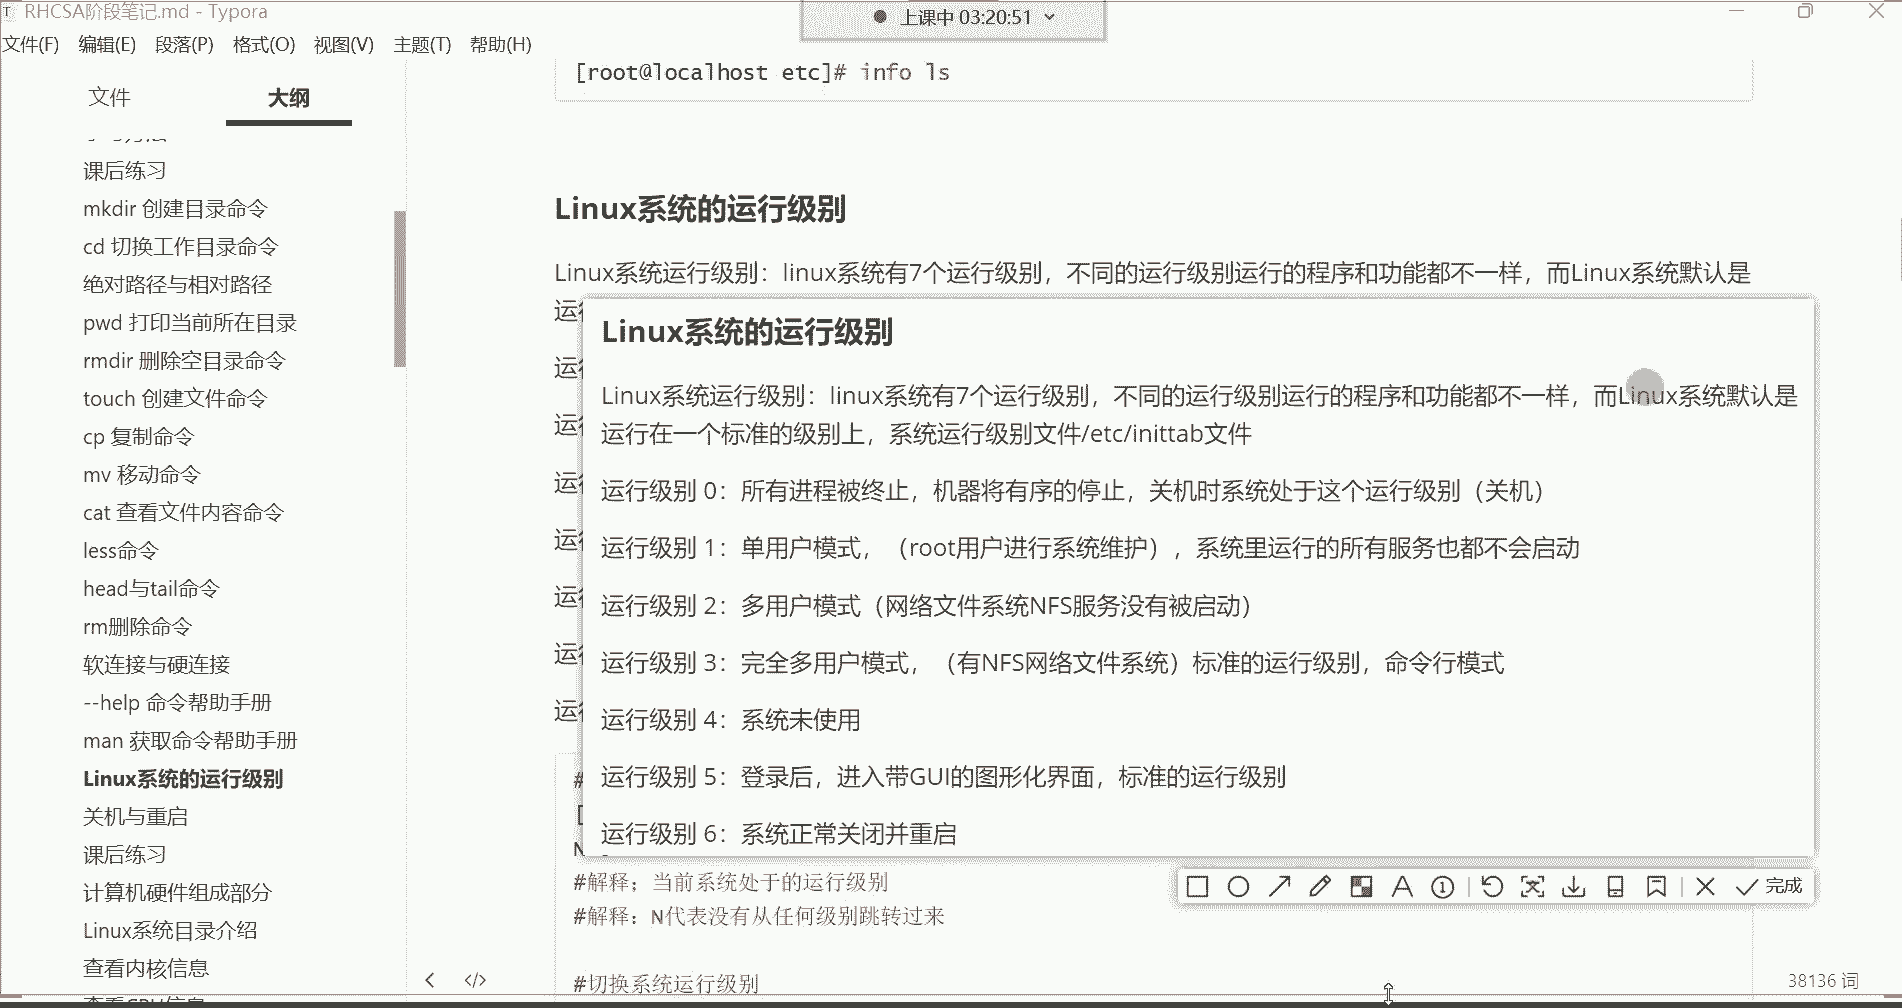 RHCSA阶段笔记.md - Typora
上课中 03:20:51
文件(F) 编辑(E) 段落(P) 格式(O) 视图(V) 主题(T) 帮助(H)
文件 大纲
课后练习
mkdir 创建目录命令
cd 切换工作目录命令
绝对路径与相对路径
pwd 打印当前所在目录
rmdir 删除空目录命令
touch 创建文件命令
cp 复制命令
mv 移动命令
cat 查看文件内容命令
less命令
head与tail命令
rm删除命令
软连接与硬连接
--help 命令帮助手册
man 获取命令帮助手册
Linux系统的运行级别
关机与重启
课后练习
计算机硬件组成部分
Linux系统目录介绍
查看内核信息
[root@localhost etc]# info ls
Linux系统的运行级别
Linux系统运行级别：linux系统有7个运行级别，不同的运行级别运行的程序和功能都不一样，而Linux系统默认是
Linux系统的运行级别
Linux系统运行级别：linux系统有7个运行级别，不同的运行级别运行的程序和功能都不一样，而Linux系统默认是
运行在一个标准的级别上，系统运行级别文件/etc/inittab文件
运行级别 0：所有进程被终止，机器将有序的停止，关机时系统处于这个运行级别（关机）
运行级别 1：单用户模式，（root用户进行系统维护），系统里运行的所有服务也都不会启动
运行级别 2：多用户模式（网络文件系统NFS服务没有被启动）
运行级别 3：完全多用户模式，（有NFS网络文件系统）标准的运行级别，命令行模式
运行级别 4：系统未使用
运行级别 5：登录后，进入带GUI的图形化界面，标准的运行级别
运行级别 6：系统正常关闭并重启
完成
#解释；当前系统处于的运行级别
#解释：N代表没有从任何级别跳转过来
#切换系统运行级别
38136 词